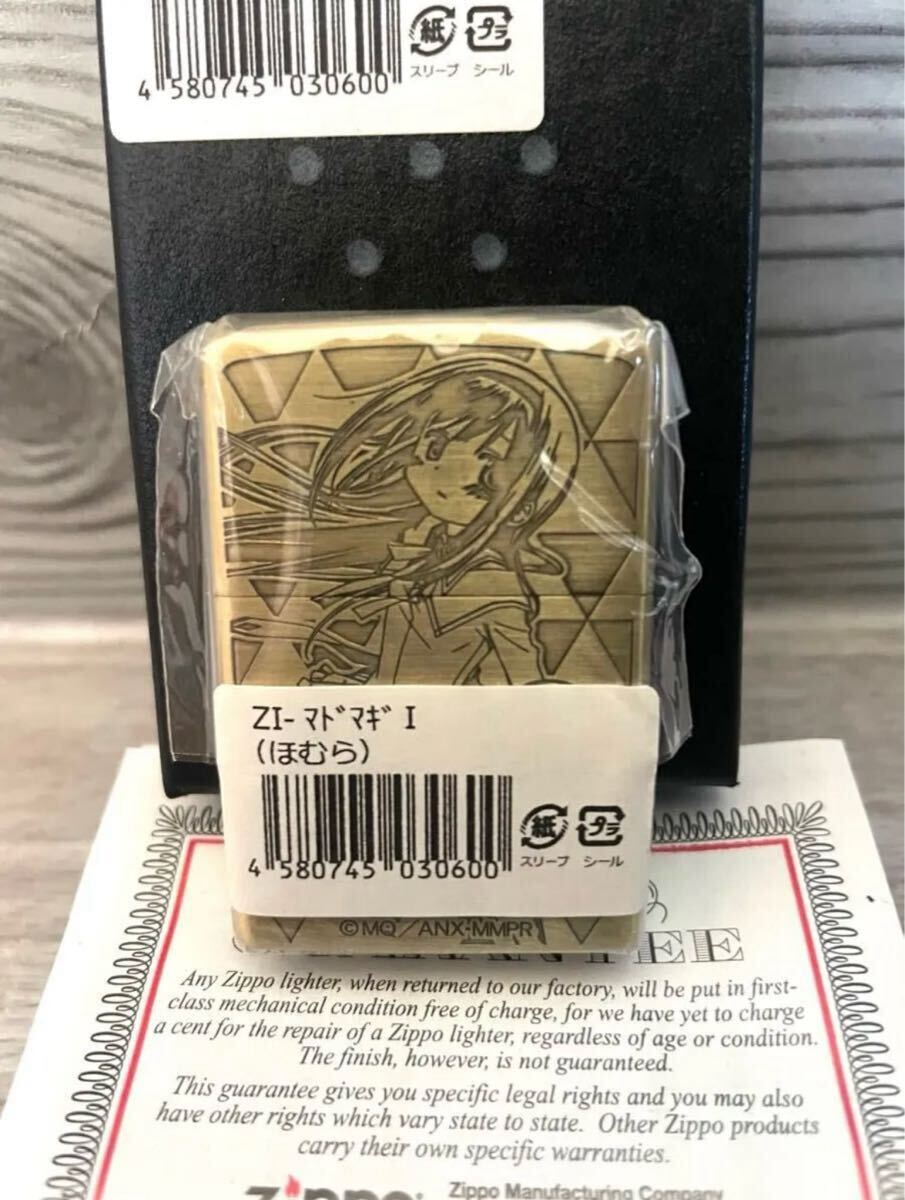 紙 プラ
スリーブ シール
4 580745 030600
ZI-ﾏﾄﾞﾏｷﾞ I
(ほむら)
紙 プラ
スリーブ シール
4 580745 030600
©MQ/ANX・MMPR
Any Zippo lighter, when returned to our factory, will be put in first-
class mechanical condition free of charge, for we have yet to charge
a cent for the repair of a Zippo lighter, regardless of age or condition.
The finish, however, is not guaranteed.
This guarantee gives you specific legal rights and you may also
have other rights which vary state to state. Other Zippo products
carry their own specific warranties.
zippo
Zippo Manufacturing Company